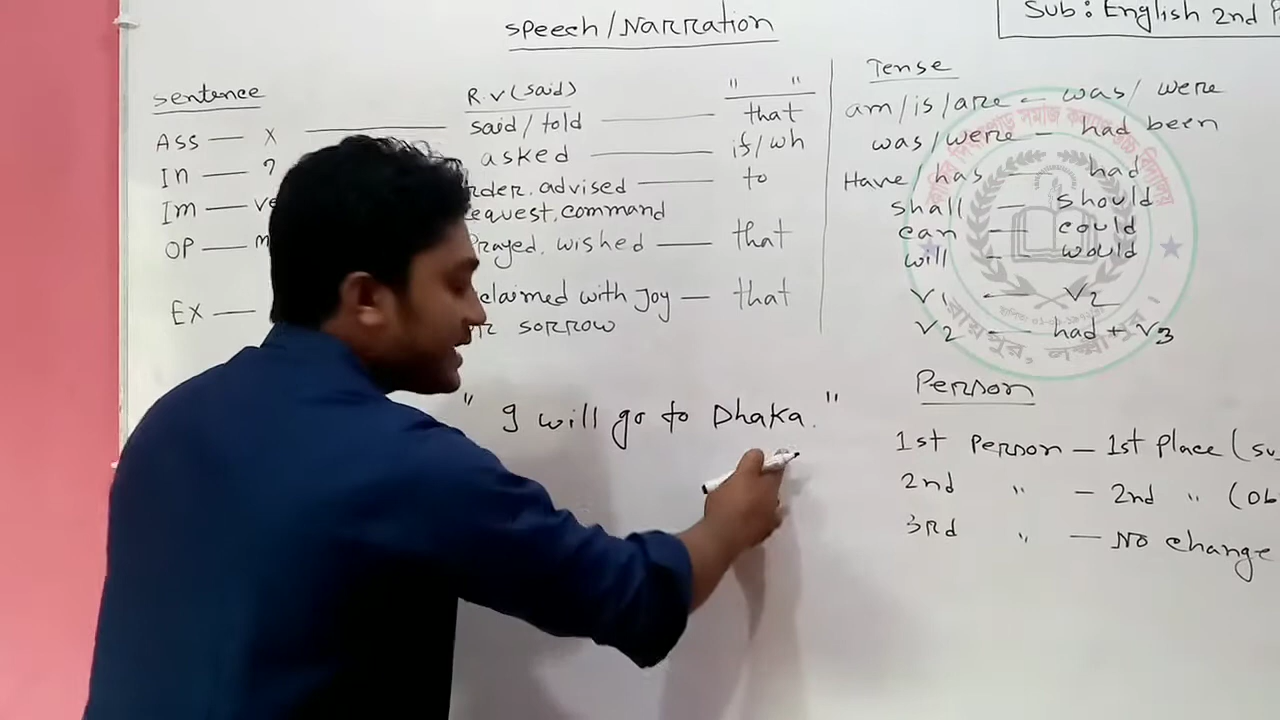 Speech/Narration
Sub: English 2nd
Sentence R.V(said) " "
Ass — x — said/told — that
In — ? asked — if/wh
Im — advised — to
command
OP — Prayed. wished — that
EX — claimed with Joy — that
or sorrow
" I will go to Dhaka. "
Tense
am/is/are — was/were
was/were — had been
Have/has — had
shall — should
can — could
will — would
V1 — V2
V2 — had + V3
Person
1st Person — 1st Place (
2nd " — 2nd " (
3rd " — No change